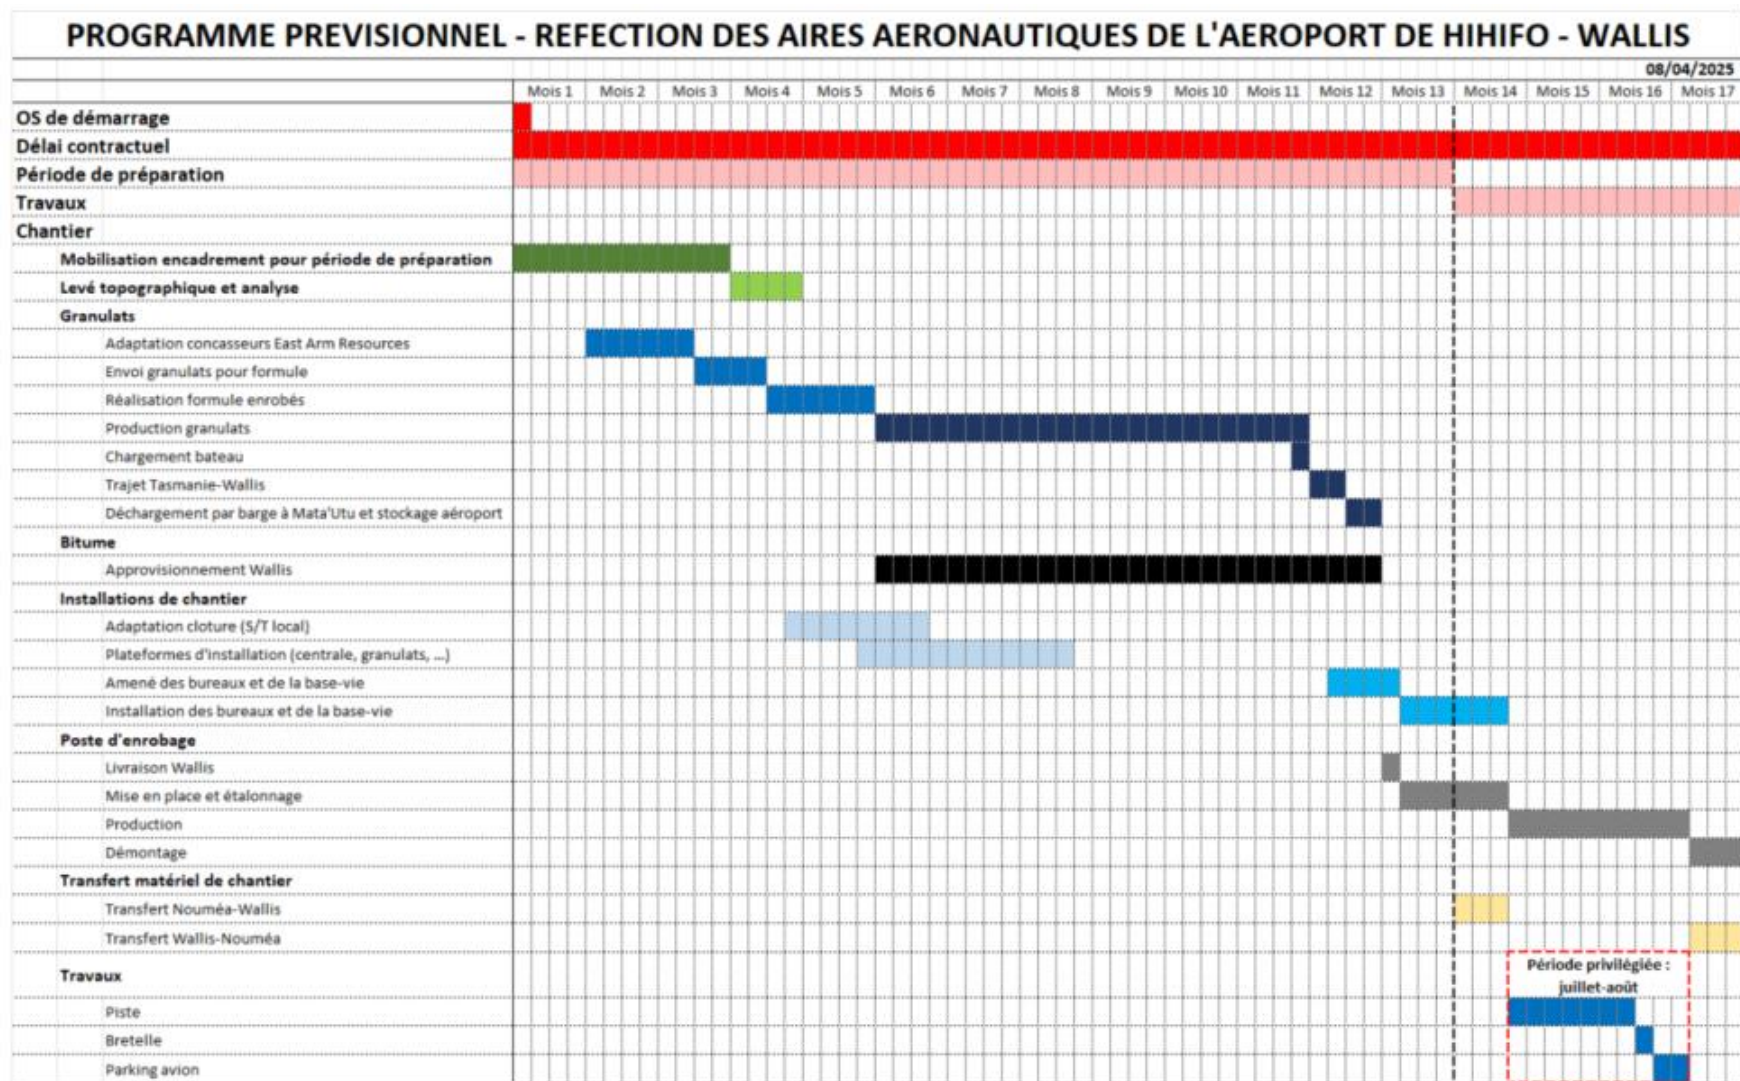 PROGRAMME PREVISIONNEL - REFECTION DES AIRES AERONAUTIQUES DE L'AEROPORT DE HIHIFO - WALLIS
08/04/2025
Mois 1 Mois 2 Mois 3 Mois 4 Mois 5 Mois 6 Mois 7 Mois 8 Mois 9 Mois 10 Mois 11 Mois 12 Mois 13 Mois 14 Mois 15 Mois 16 Mois 17
OS de démarrage
Délai contractuel
Période de préparation
Travaux
Chantier
Mobilisation encadrement pour période de préparation
Levé topographique et analyse
Granulats
Adaptation concasseurs East Arm Resources
Envoi granulats pour formule
Réalisation formule enrobés
Production granulats
Chargement bateau
Trajet Tasmanie-Wallis
Déchargement par barge à Mata'Utu et stockage aéroport
Bitume
Approvisionnement Wallis
Installations de chantier
Adaptation cloture (S/T local)
Plateformes d'installation (centrale, granulats, ...)
Amené des bureaux et de la base-vie
Installation des bureaux et de la base-vie
Poste d'enrobage
Livraison Wallis
Mise en place et étalonnage
Production
Démontage
Transfert matériel de chantier
Transfert Nouméa-Wallis
Transfert Wallis-Nouméa
Travaux
Période privilégiée :
juillet-août
Piste
Bretelle
Parking avion